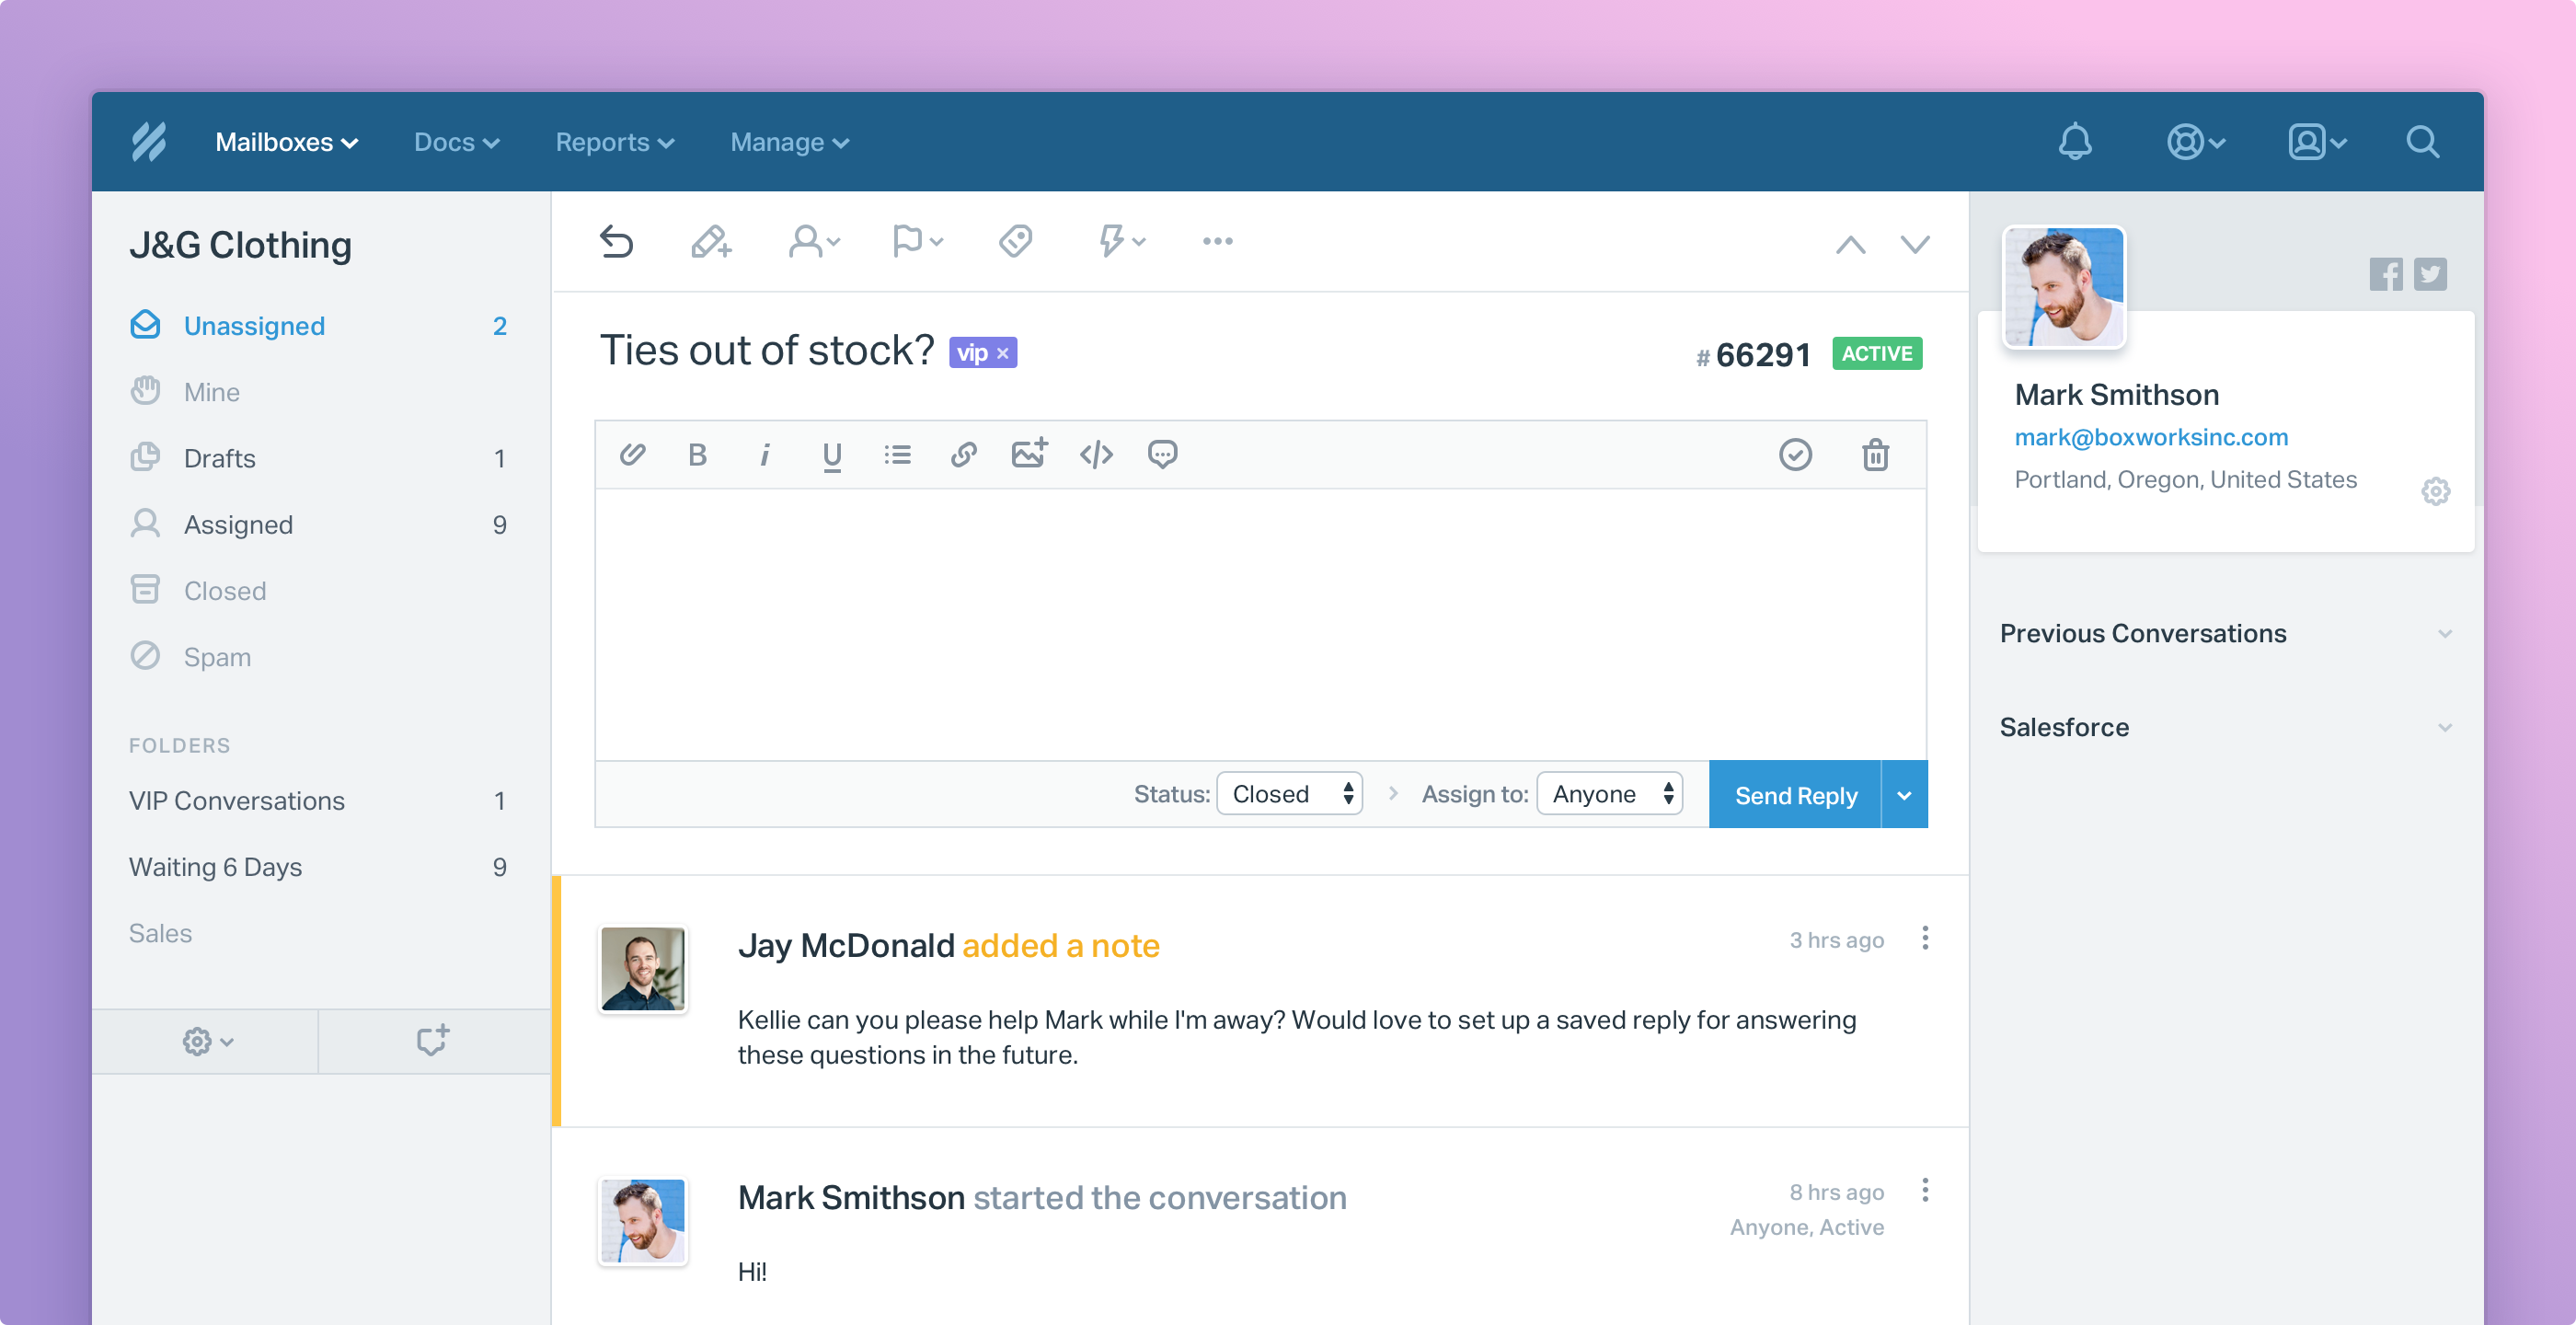 Mailboxes
Docs
Reports
Manage
J&G Clothing
Unassigned 2
Mine
Drafts 1
Assigned 9
Closed
Spam
FOLDERS
VIP Conversations 1
Waiting 6 Days 9
Sales
Ties out of stock? vip ×
# 66291 ACTIVE
B i U
Status: Closed Assign to: Anyone Send Reply
Jay McDonald added a note
3 hrs ago
Kellie can you please help Mark while I'm away? Would love to set up a saved reply for answering
these questions in the future.
Mark Smithson started the conversation
8 hrs ago
Anyone, Active
Hi!
Mark Smithson
mark@boxworksinc.com
Portland, Oregon, United States
Previous Conversations
Salesforce